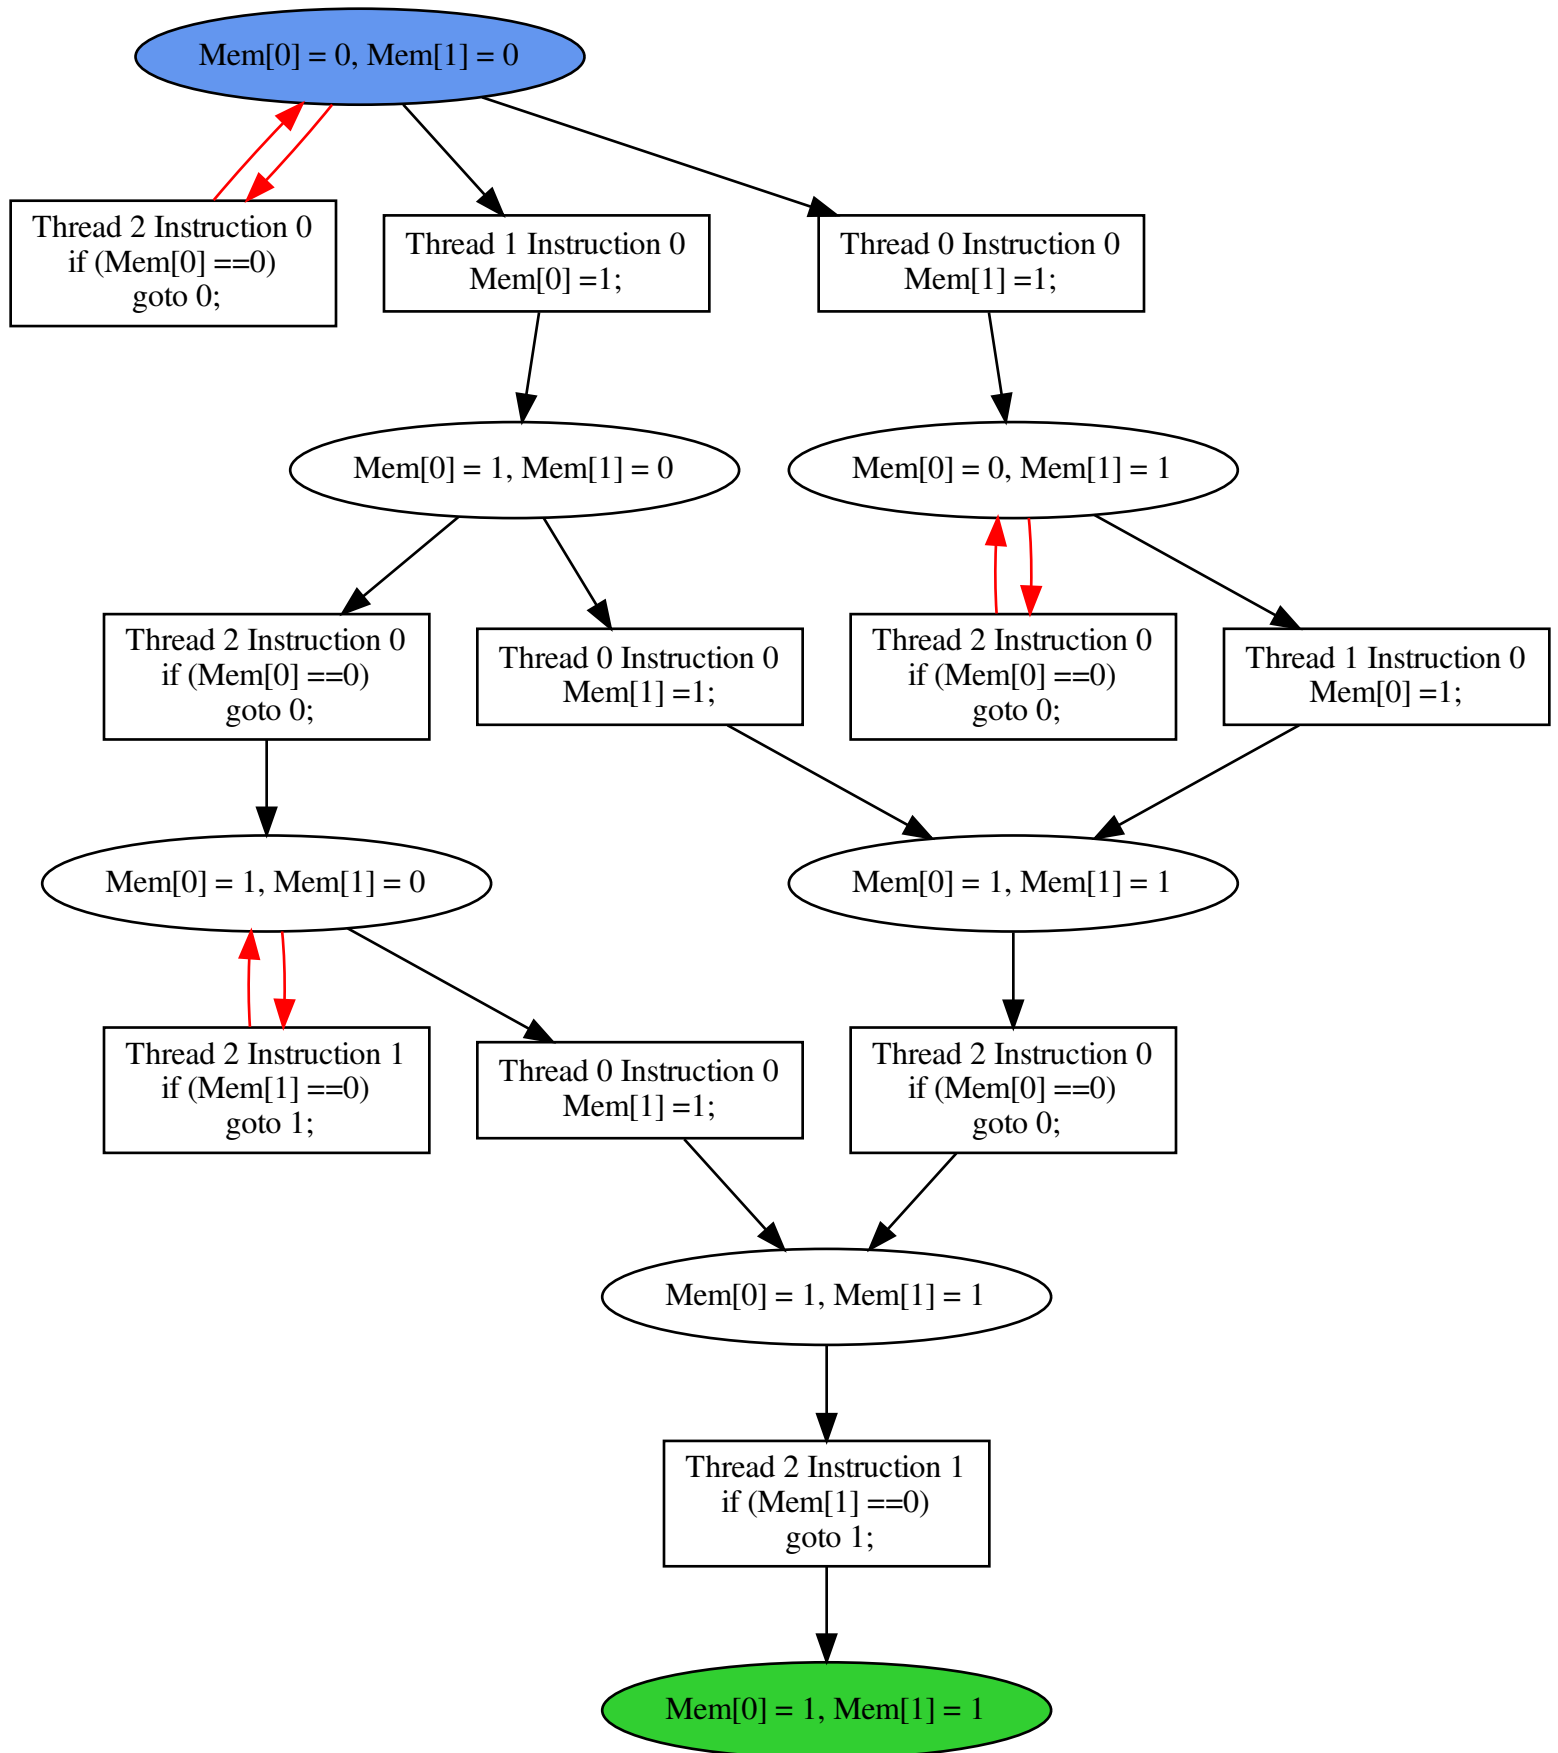 Mem[0] = 0, Mem[1] = 0
Thread 2 Instruction 0
if (Mem[0] ==0)
goto 0;
Thread 1 Instruction 0
Mem[0] =1;
Thread 0 Instruction 0
Mem[1] =1;
Mem[0] = 1, Mem[1] = 0
Mem[0] = 0, Mem[1] = 1
Thread 2 Instruction 0
if (Mem[0] ==0)
goto 0;
Thread 0 Instruction 0
Mem[1] =1;
Thread 2 Instruction 0
if (Mem[0] ==0)
goto 0;
Thread 1 Instruction 0
Mem[0] =1;
Mem[0] = 1, Mem[1] = 0
Mem[0] = 1, Mem[1] = 1
Thread 2 Instruction 1
if (Mem[1] ==0)
goto 1;
Thread 0 Instruction 0
Mem[1] =1;
Thread 2 Instruction 0
if (Mem[0] ==0)
goto 0;
Mem[0] = 1, Mem[1] = 1
Thread 2 Instruction 1
if (Mem[1] ==0)
goto 1;
Mem[0] = 1, Mem[1] = 1